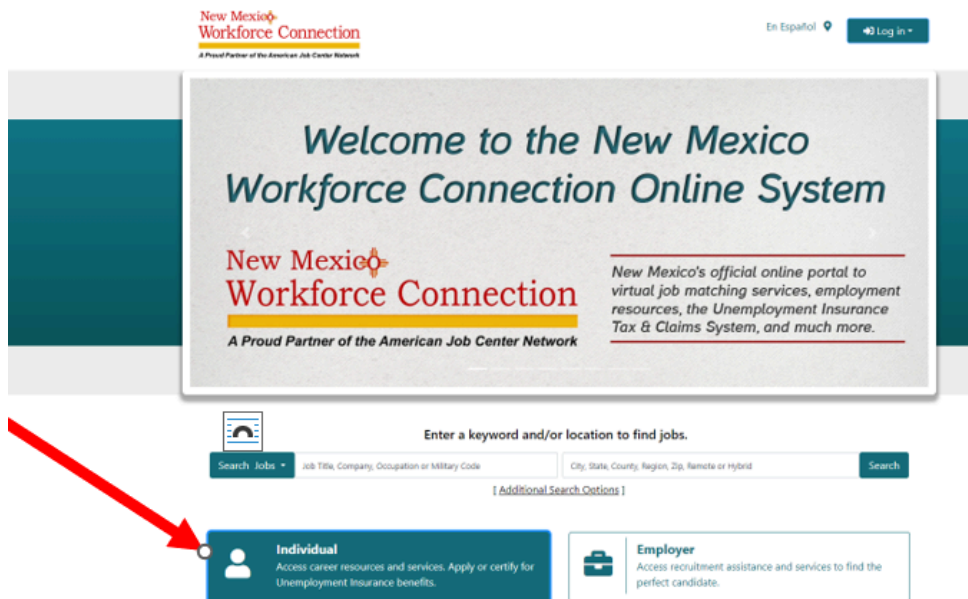 New Mexico
Workforce Connection
A Proud Partner of the American Job Center Network
En Español
Log in
Welcome to the New Mexico
Workforce Connection Online System
New Mexico
Workforce Connection
A Proud Partner of the American Job Center Network
New Mexico's official online portal to
virtual job matching services, employment
resources, the Unemployment Insurance
Tax & Claims System, and much more.
Enter a keyword and/or location to find jobs.
Search Jobs
Job Title, Company, Occupation or Military Code
City, State, County, Region, Zip, Remote or Hybrid
Search
[ Additional Search Options ]
Individual
Access career resources and services. Apply or certify for
Unemployment Insurance benefits.
Employer
Access recruitment assistance and services to find the
perfect candidate.